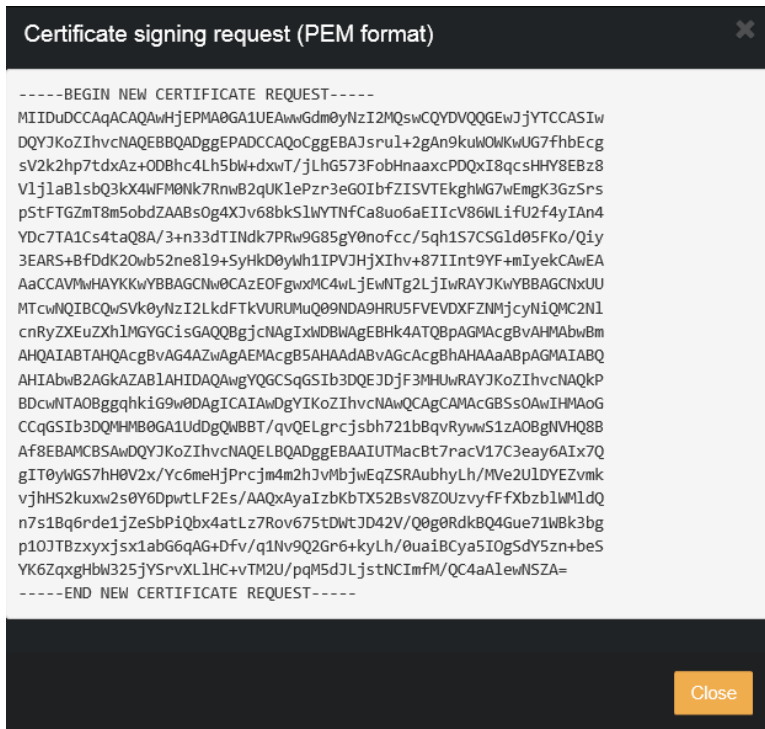 Certificate signing request (PEM format)
-----BEGIN NEW CERTIFICATE REQUEST-----
MIIDuDCCAqACAQAwHjEPMA0GA1UEAwwGdm0yNzI2MQswCQYDVQQGEwJjYTCCASIw
DQYJKoZIhvcNAQEBBQADggEPADCCAQoCggEBAJsrul+2gAn9kuWOWKwUG7fhbEcg
sV2k2hp7tdxAz+ODBhc4Lh5bW+dxwT/jLhG573FobHnaaxcPDQxI8qcsHHY8EBz8
VljlaBlsbQ3kX4WFM0Nk7RnwB2qUKlePzr3eGOIbfZISVTEkghWG7wEmgK3GzSrs
pStFTGZmT8m5obdZAABsOg4XJv68bkSlWYTNfCa8uo6aEIIcV86WLifU2f4yIAn4
YDc7TA1Cs4taQ8A/3+n33dTINdk7PRw9G85gY0nofcc/5qh1S7CSGld05FKo/Qiy
3EARS+BfDdK2Owb52ne8l9+SyHkD0yWh1IPVJHjXIhv+87IInt9YF+mIyekCAwEA
AaCCAVMwHAYKKwYBBAGCNw0CAzEOFgwxMC4wLjEwNTg2LjIwRAYJKwYBBAGCNxUU
MTcwNQIBCQwSVk0yNzI2LkdFTkVURUMuQ09NDA9HRU5FVEVDXFZNMjcyNiQMC2Nl
cnRyZXEuZXhlMGYGCisGAQQBgjcNAgIxWDBWAgEBHk4ATQBpAGMAcgBvAHMAbwBm
AHQAIABTAHQAcgBvAG4AZwAgAEMAcgB5AHAAdABvAGcAcgBhAHAAaABpAGMAIABQ
AHIAbwB2AGkAZABlAHIDAQAwgYQGCSqGSIb3DQEJDjF3MHUwRAYJKoZIhvcNAQkP
BDcwNTAOBggqhkiG9w0DAgICAIAwDgYIKoZIhvcNAwQCAgCAMAcGBSsOAwIHMAoG
CCqGSIb3DQMHMB0GA1UdDgQWBBT/qvQELgrcjsbh721bBqvRywwS1zAOBgNVHQ8B
Af8EBAMCBSAwDQYJKoZIhvcNAQELBQADggEBAAIUTMacBt7racV17C3eay6AIx7Q
gIT0yWGS7hH0V2x/Yc6meHjPrcjm4m2hJvMbjwEqZSRAubhyLh/MVe2UlDYEZvmk
vjhHS2kuxw2s0Y6DpwtLF2Es/AAQxAyaIzbKbTX52BsV8ZOUzvyfFfXbzblWMldQ
n7s1Bq6rde1jZeSbPiQbx4atLz7Rov675tDWtJD42V/Q0g0RdkBQ4Gue71WBk3bg
p1OJTBzxyxjsx1abG6qAG+Dfv/q1Nv9Q2Gr6+kyLh/0uaiBCya5IOgSdY5zn+beS
YK6ZqxgHbW325jYSrvXLlHC+vTM2U/pqM5dJLjstNCImfM/QC4aAlewNSZA=
-----END NEW CERTIFICATE REQUEST-----
Close